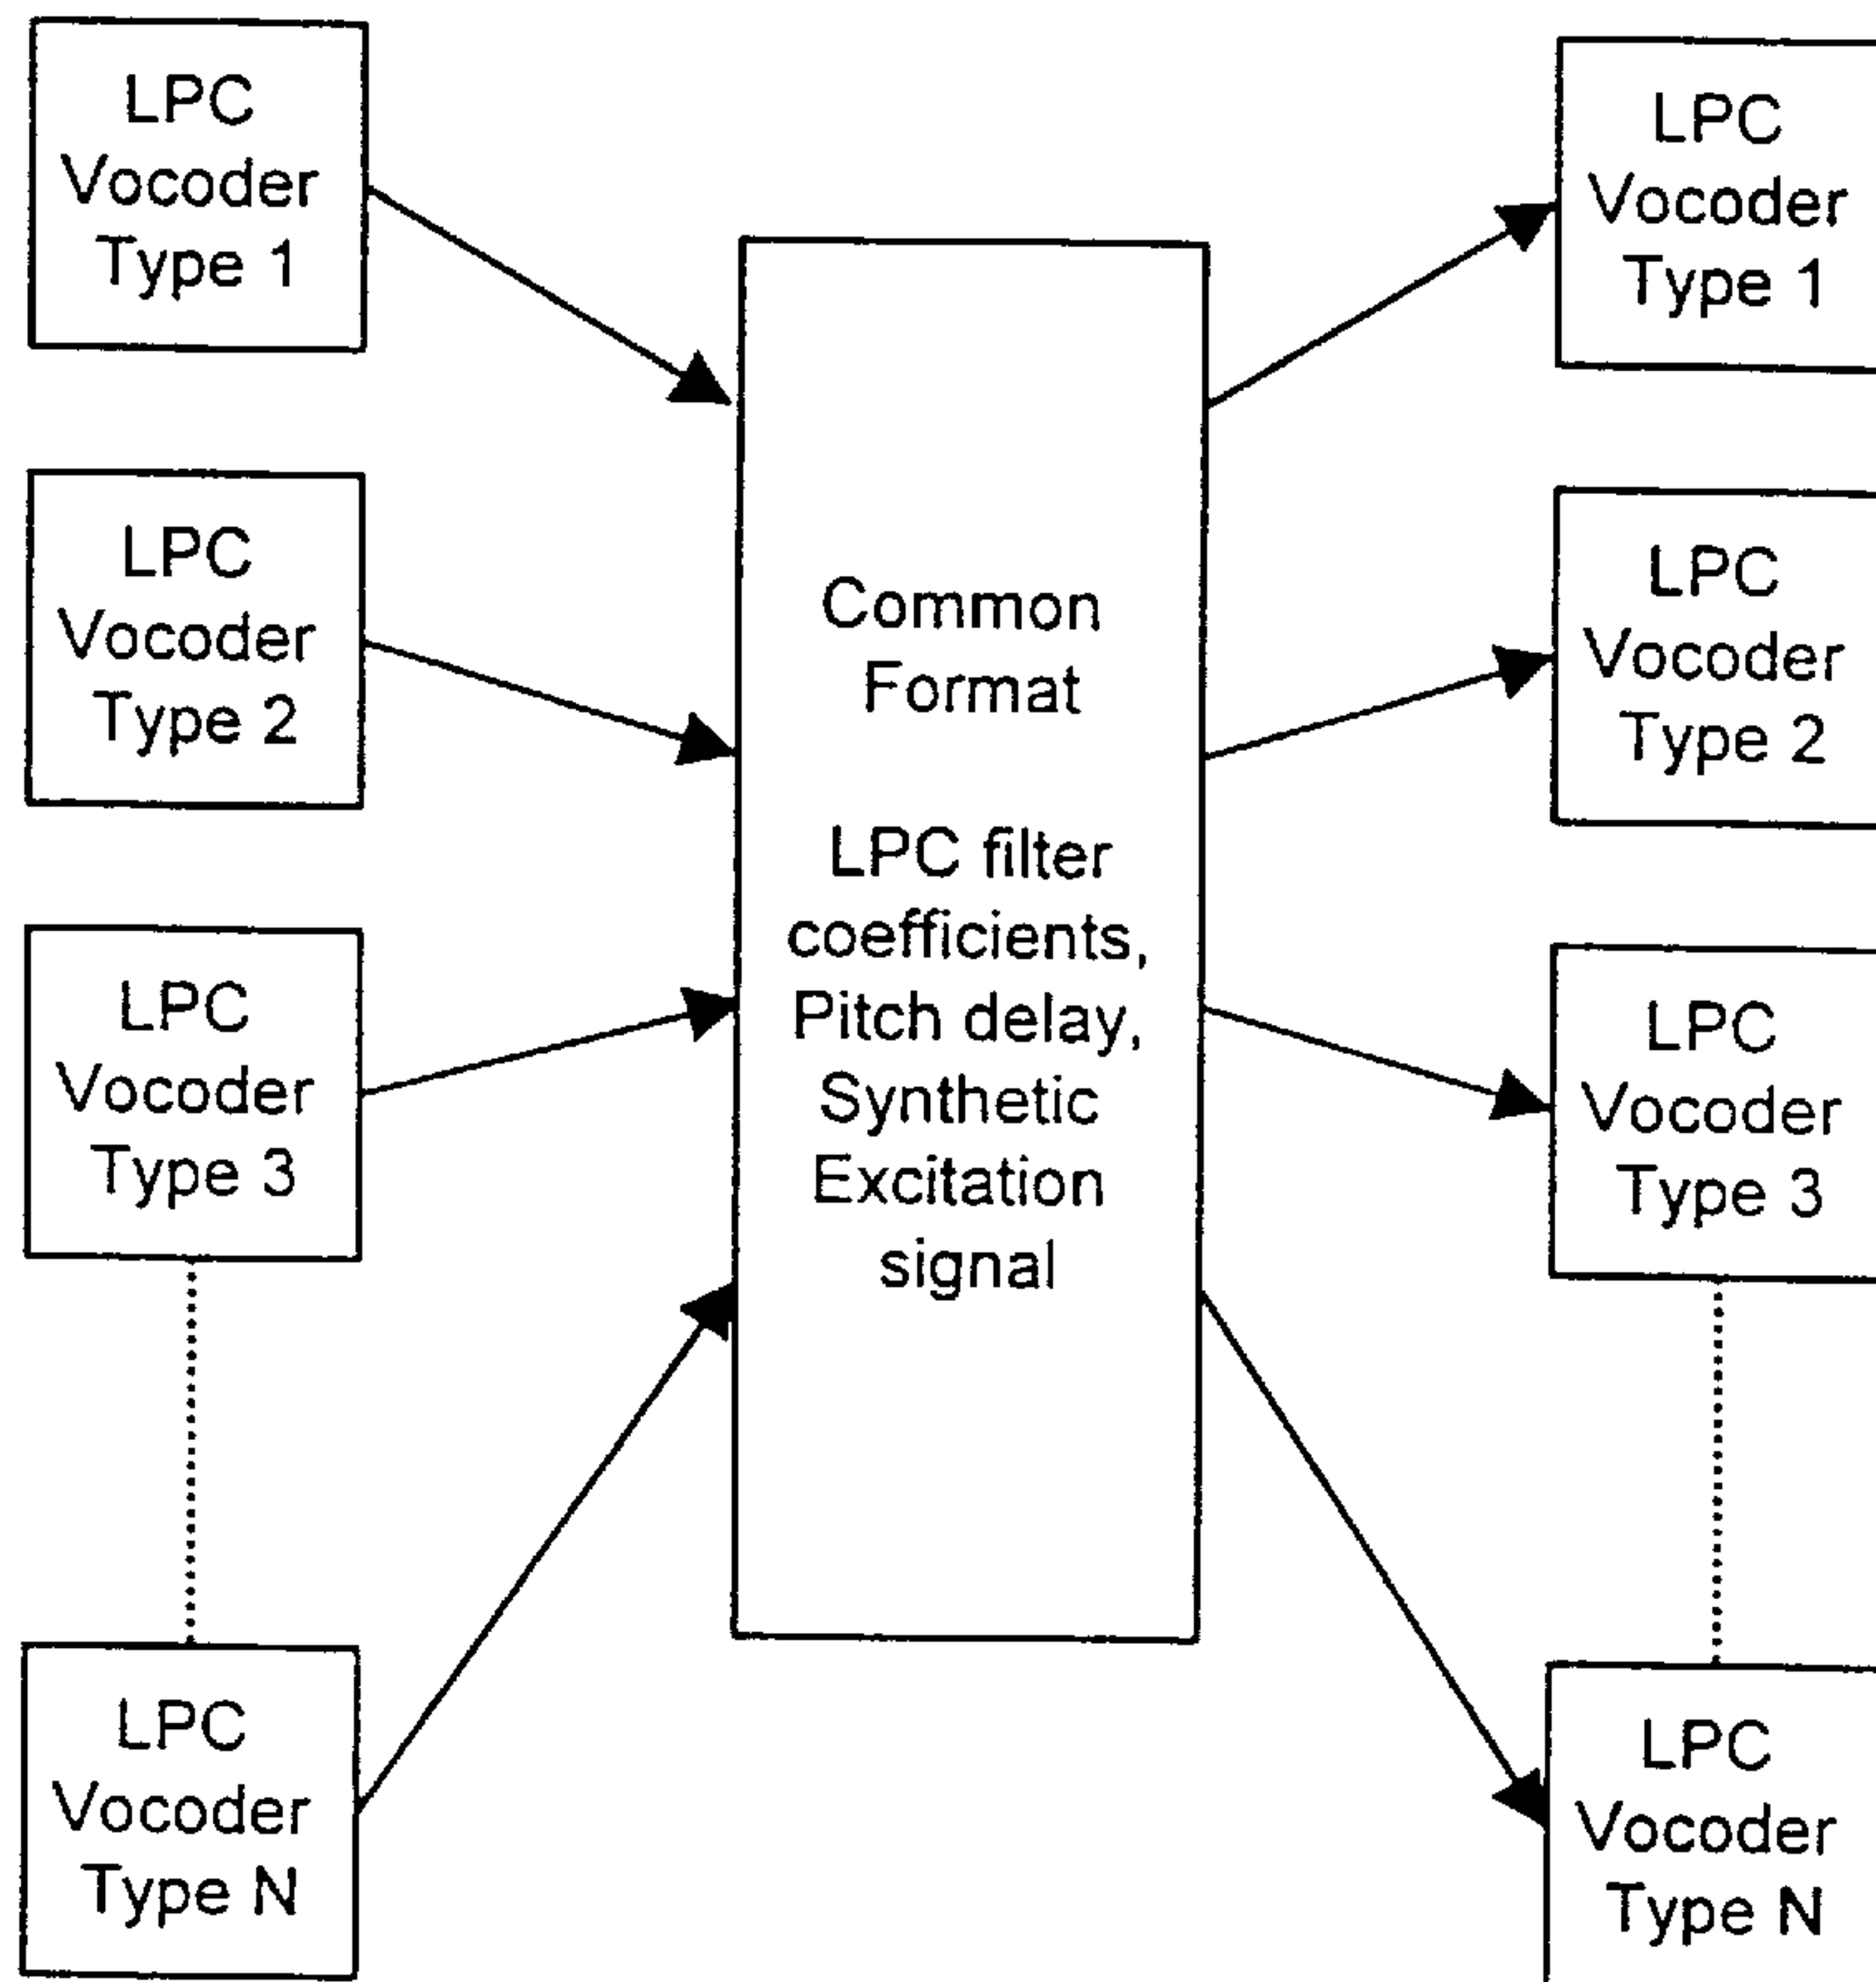 LPC
Vocoder
Type 1
LPC
Vocoder
Type 2
LPC
Vocoder
Type 3
LPC
Vocoder
Type N
Common
Format
LPC filter
coefficients,
Pitch delay,
Synthetic
Excitation
signal
LPC
Vocoder
Type 1
LPC
Vocoder
Type 2
LPC
Vocoder
Type 3
LPC
Vocoder
Type N